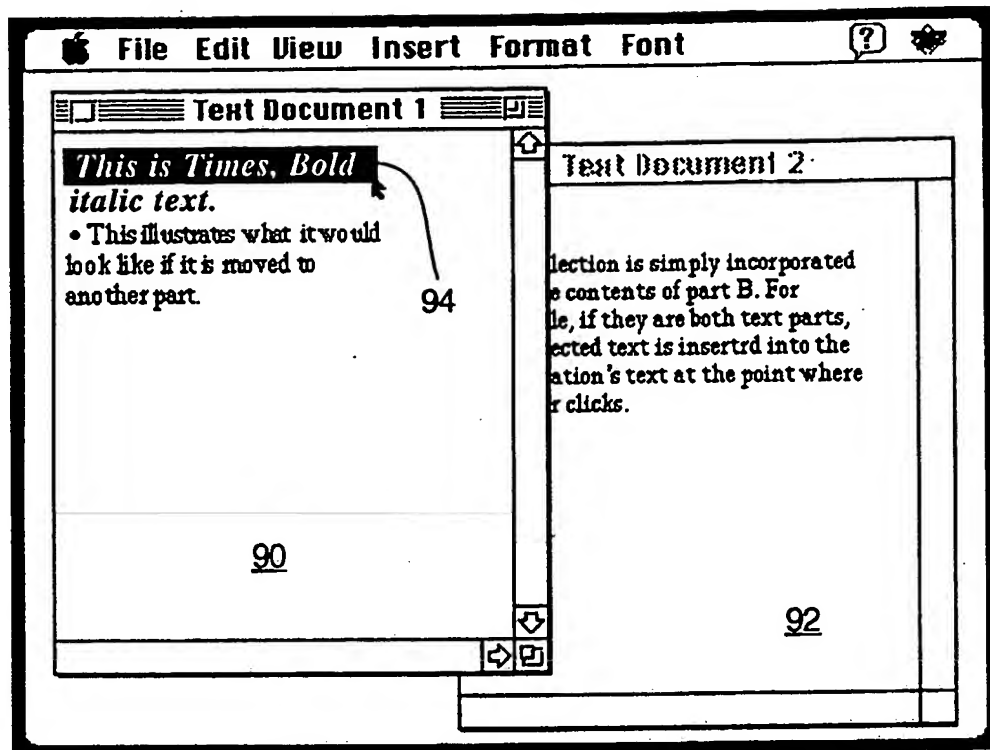 File Edit View Insert Format Font ?
Text Document 1
This is Times, Bold
italic text.
• This illustrates what it would
look like if it is moved to
another part.
94
90
Text Document 2
lection is simply incorporated
e contents of part B. For
le, if they are both text parts,
ected text is insertrd into the
ation's text at the point where
r clicks.
92